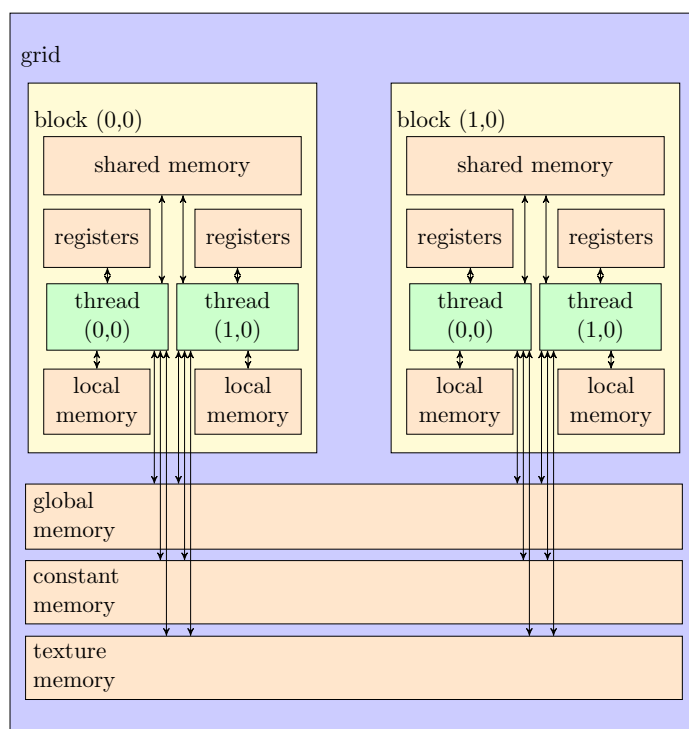 grid
block (0,0)
shared memory
registers
registers
thread
(0,0)
thread
(1,0)
local
memory
local
memory
block (1,0)
shared memory
registers
registers
thread
(0,0)
thread
(1,0)
local
memory
local
memory
global
memory
constant
memory
texture
memory